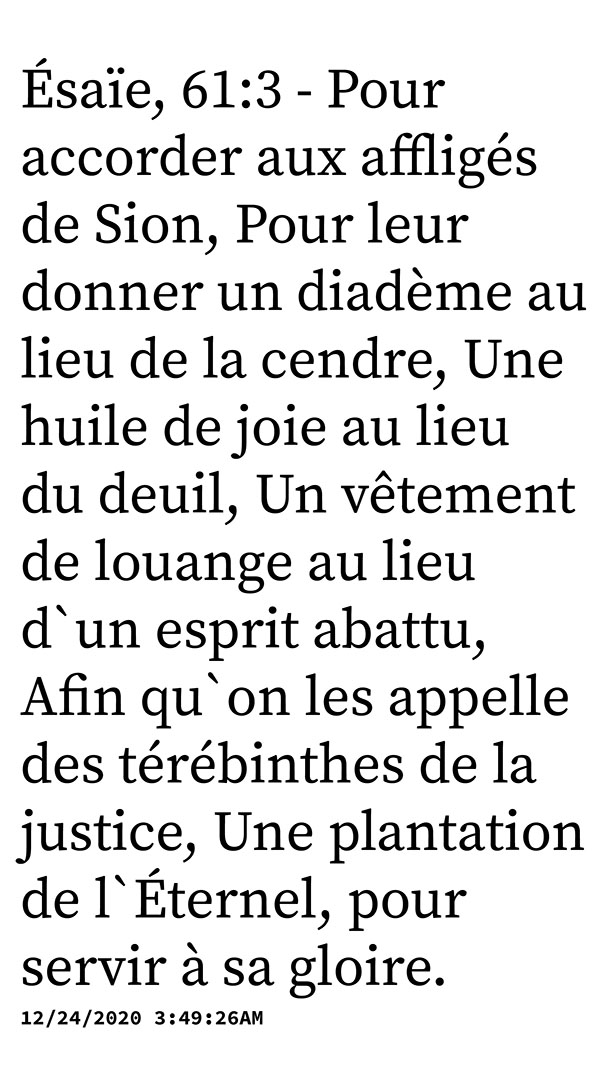 Ésaïe, 61:3 - Pour
accorder aux affligés
de Sion, Pour leur
donner un diadème au
lieu de la cendre, Une
huile de joie au lieu
du deuil, Un vêtement
de louange au lieu
d`un esprit abattu,
Afin qu`on les appelle
des térébinthes de la
justice, Une plantation
de l`Éternel, pour
servir à sa gloire.
12/24/2020 3:49:26AM